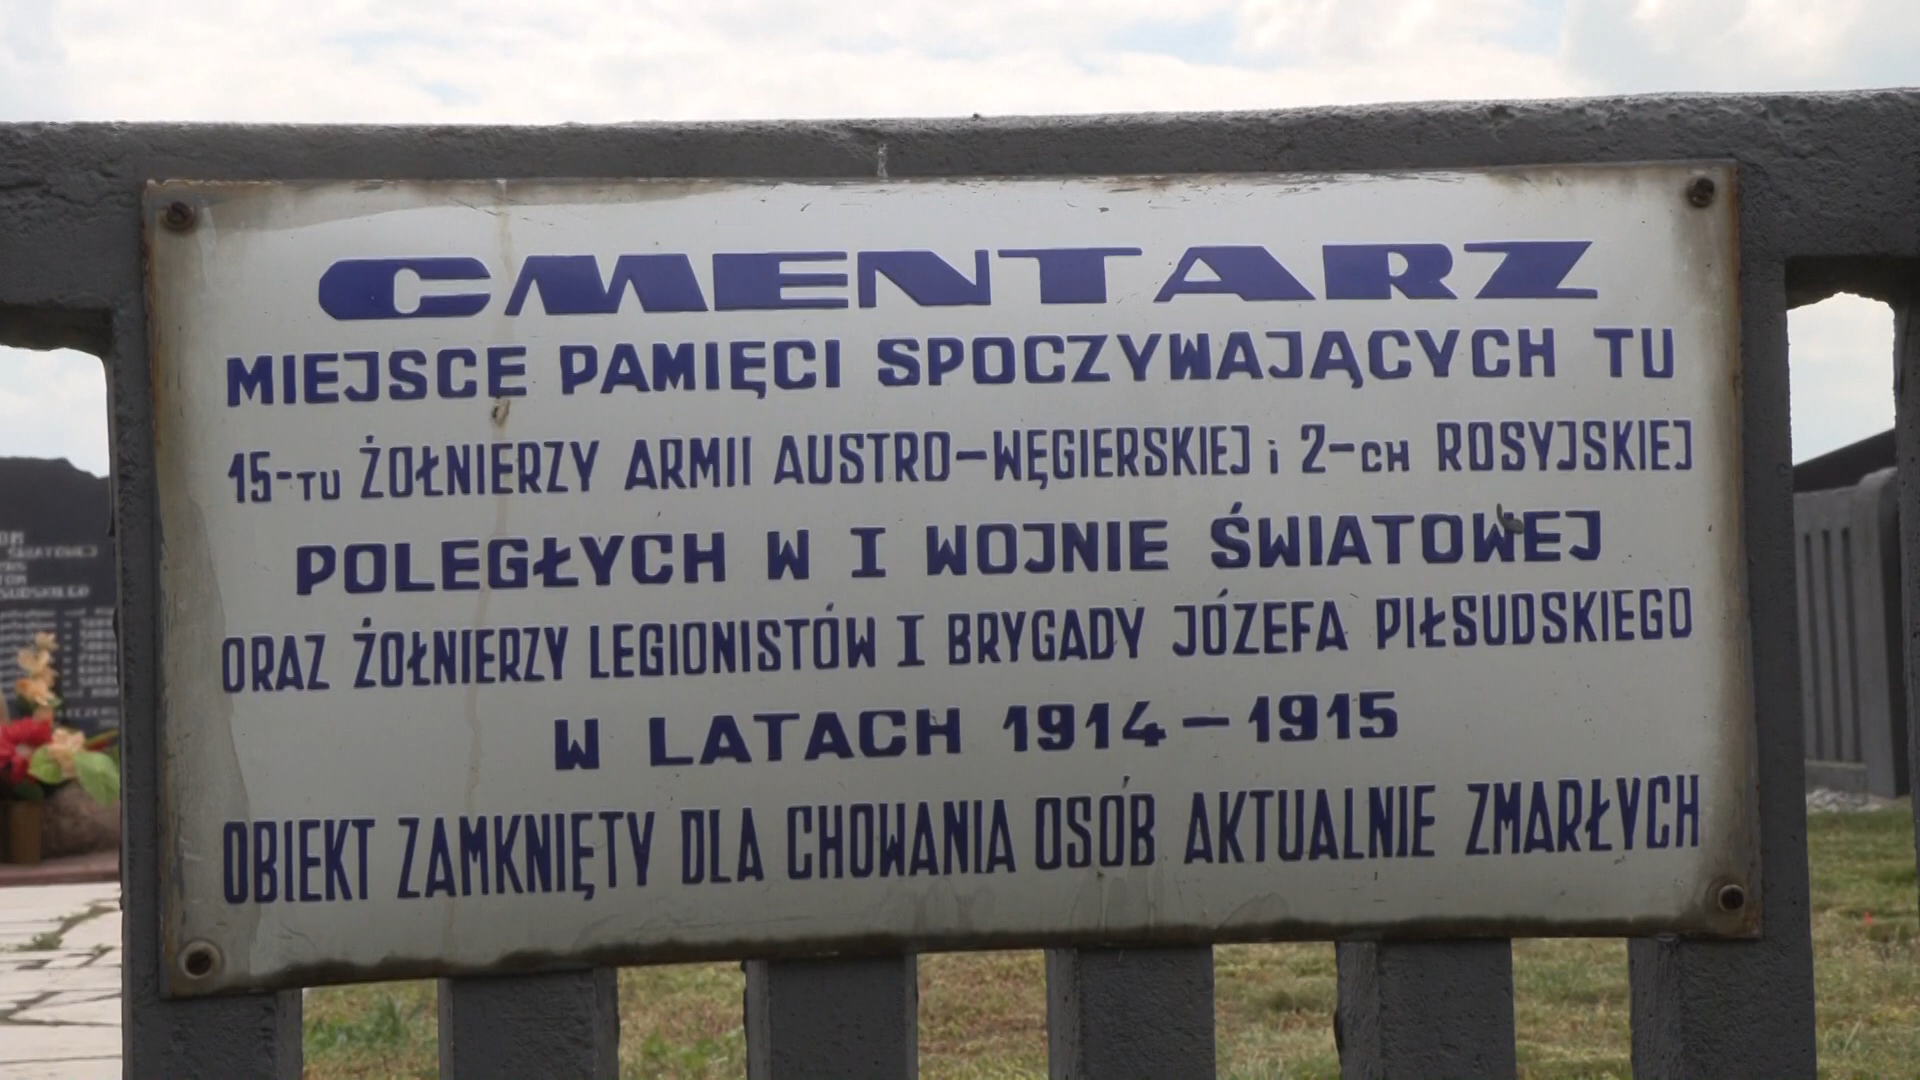 CMENTARZ
MIEJSCE PAMIĘCI SPOCZYWAJĄCYCH TU
15-TU ŻOŁNIERZY ARMII AUSTRO-WĘGIERSKIEJ i 2-CH ROSYJSKIEJ
POLEGŁYCH W I WOJNIE ŚWIATOWEJ
ORAZ ŻOŁNIERZY LEGIONISTÓW I BRYGADY JÓZEFA PIŁSUDSKIEGO
W LATACH 1914-1915
OBIEKT ZAMKNIĘTY DLA CHOWANIA OSÓB AKTUALNIE ZMARŁYCH
ŚWIATOWEJ